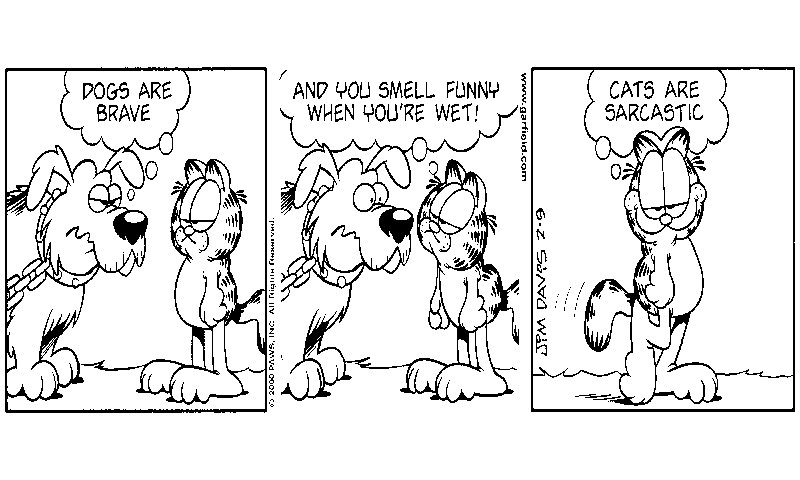 DOGS ARE
BRAVE
© 2000 PAWS, INC. All Rights Reserved.
AND YOU SMELL FUNNY
WHEN YOU'RE WET!
www.garfield.com
CATS ARE
SARCASTIC
JPM DAVPS 2·9